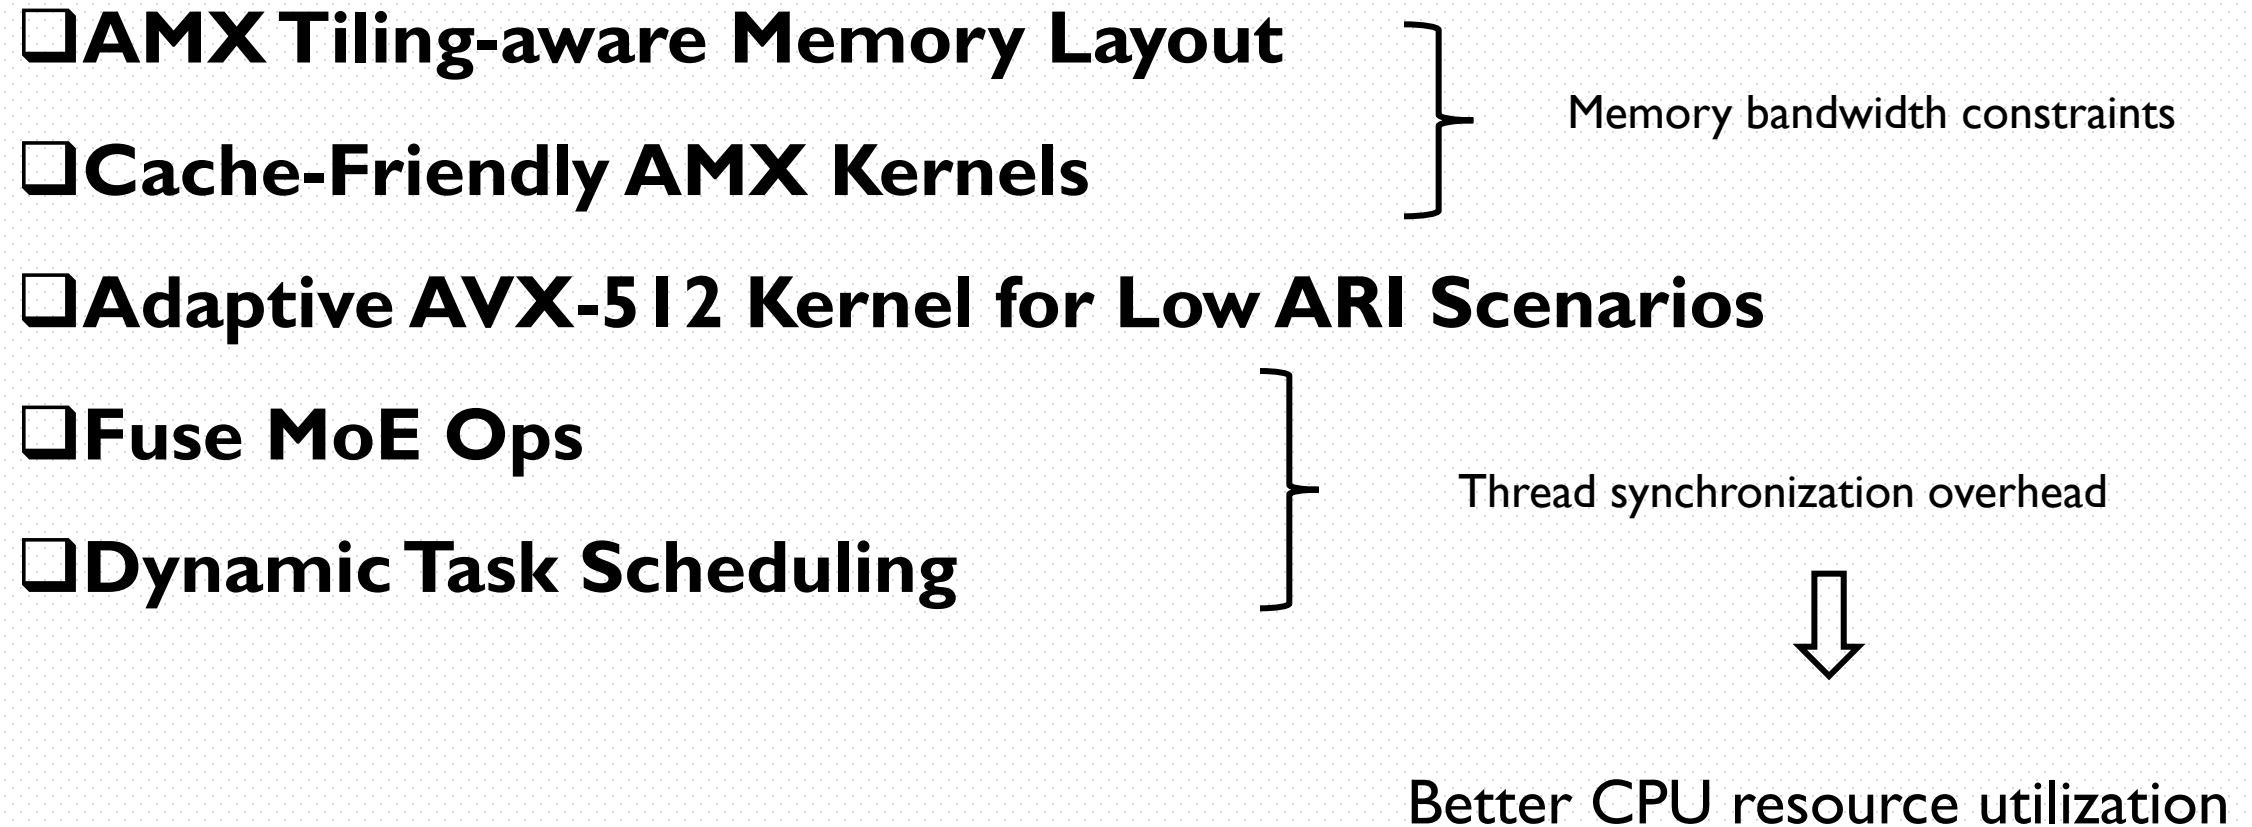 ❑AMX Tiling-aware Memory Layout
Memory bandwidth constraints
❑Cache-Friendly AMX Kernels
❑Adaptive AVX-512 Kernel for Low ARI Scenarios
❑Fuse MoE Ops
Thread synchronization overhead
❑Dynamic Task Scheduling
Better CPU resource utilization